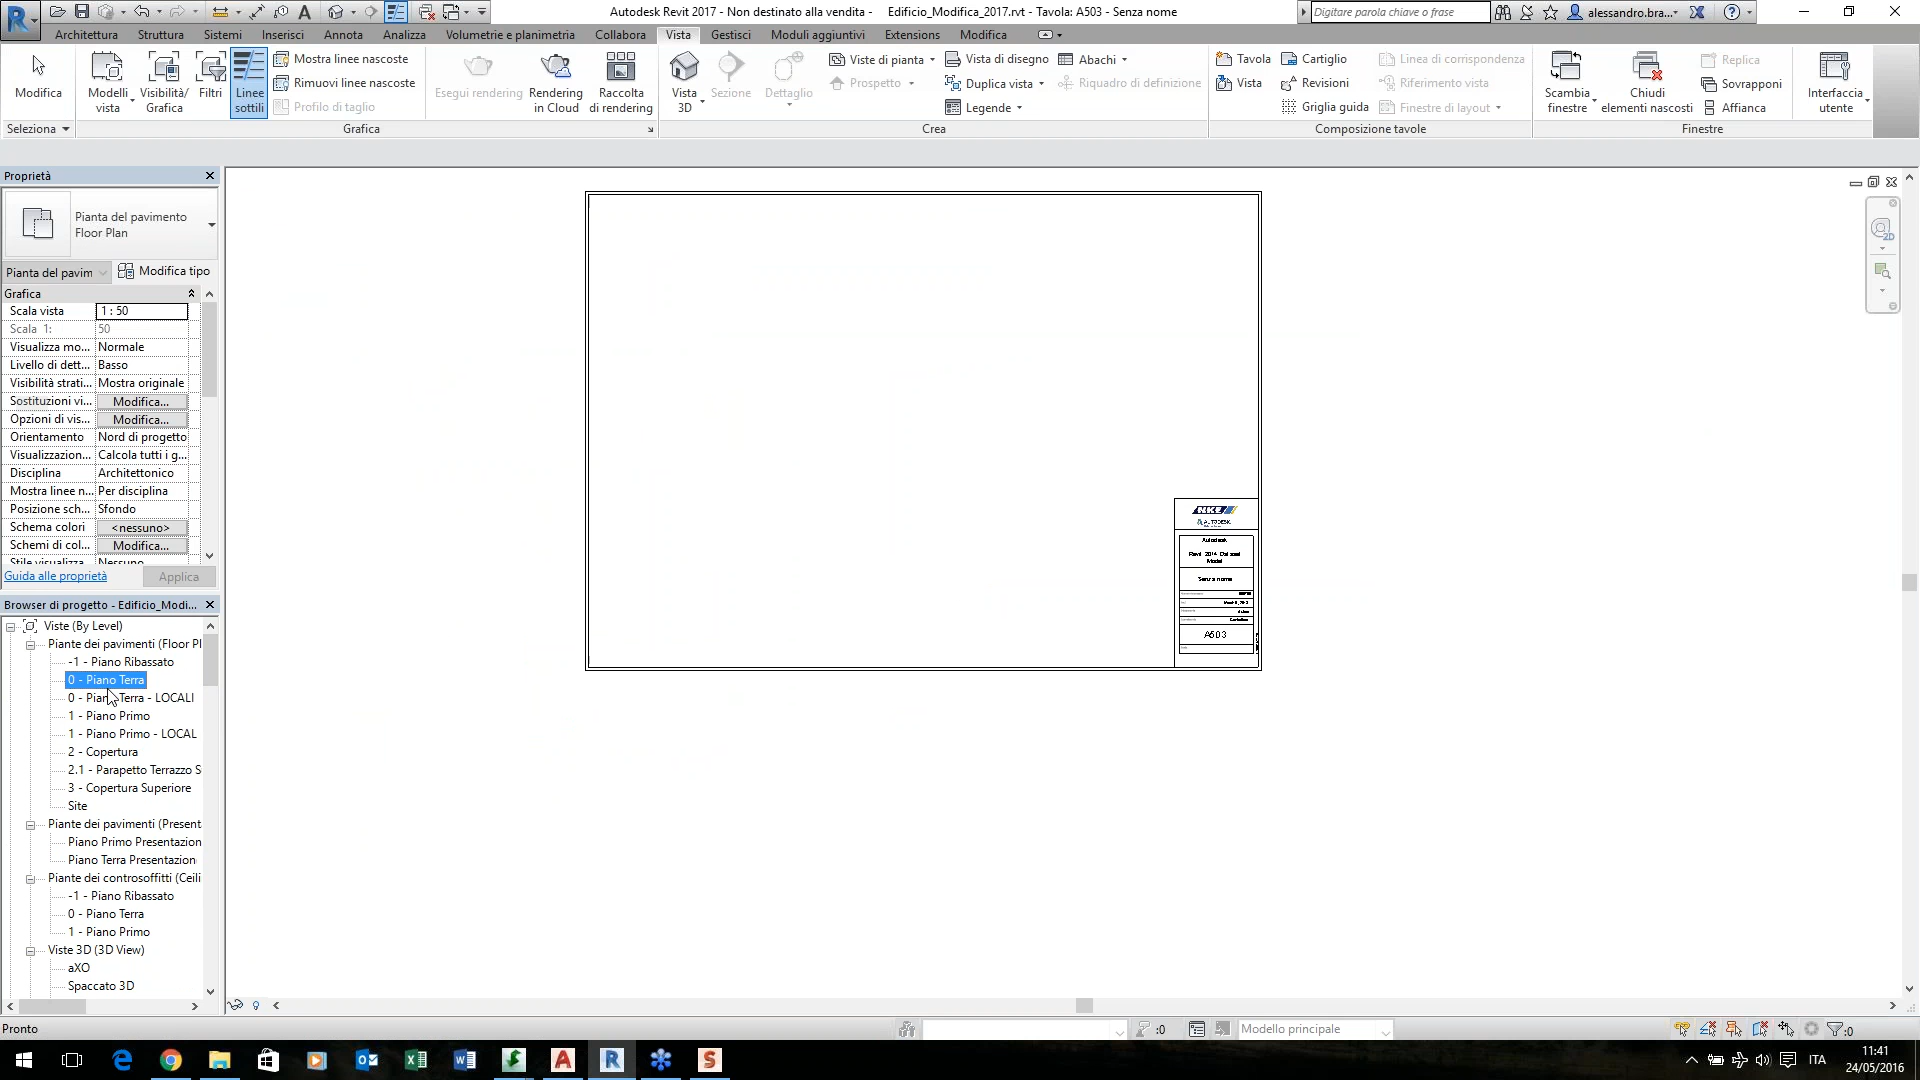 Autodesk Revit 2017 - Non destinato alla vendita - Edificio_Modifica_2017.rvt - Tavola: A503 - Senza nome
Digitare parola chiave o frase
alessandro.bra...
Architettura Struttura Sistemi Inserisci Annota Analizza Volumetrie e planimetria Collabora Vista Gestisci Moduli aggiuntivi Extensions Modifica
Modifica
Modelli vista
Visibilità/ Grafica
Filtri
Linee sottili
Mostra linee nascoste
Rimuovi linee nascoste
Profilo di taglio
Esegui rendering
Rendering in Cloud
Raccolta di rendering
Vista 3D
Sezione
Dettaglio
Viste di pianta
Prospetto
Vista di disegno
Duplica vista
Legende
Abachi
Riquadro di definizione
Tavola
Vista
Cartiglio
Revisioni
Griglia guida
Linea di corrispondenza
Riferimento vista
Finestre di layout
Scambia finestre
Chiudi elementi nascosti
Replica
Sovrapponi
Affianca
Interfaccia utente
Seleziona
Grafica
Crea
Composizione tavole
Finestre
Proprietà
Pianta del pavimento
Floor Plan
Pianta del pavim
Modifica tipo
Grafica
Scala vista 1 : 50
Scala 1: 50
Visualizza mo... Normale
Livello di dett... Basso
Visibilità strati... Mostra originale
Sostituzioni vi... Modifica...
Opzioni di vis... Modifica...
Orientamento Nord di progetto
Visualizzazion... Calcola tutti i g...
Disciplina Architettonico
Mostra linee n... Per disciplina
Posizione sch... Sfondo
Schema colori <nessuno>
Schemi di col... Modifica...
Stile visualizza Nessuno
Guida alle proprietà
Applica
Browser di progetto - Edificio_Modi...
Viste (By Level)
Piante dei pavimenti (Floor Pl
-1 - Piano Ribassato
0 - Piano Terra
0 - Piano Terra - LOCALI
1 - Piano Primo
1 - Piano Primo - LOCAL
2 - Copertura
2.1 - Parapetto Terrazzo S
3 - Copertura Superiore
Site
Piante dei pavimenti (Present
Piano Primo Presentazion
Piano Terra Presentazion
Piante dei controsoffitti (Ceili
-1 - Piano Ribassato
0 - Piano Terra
1 - Piano Primo
Viste 3D (3D View)
aXO
Spaccato 3D
NKE
AUTODESK
Autodesk
Senza nome
A503
2D
Pronto
:0
Modello principale
:0
ITA
11:41
24/05/2016